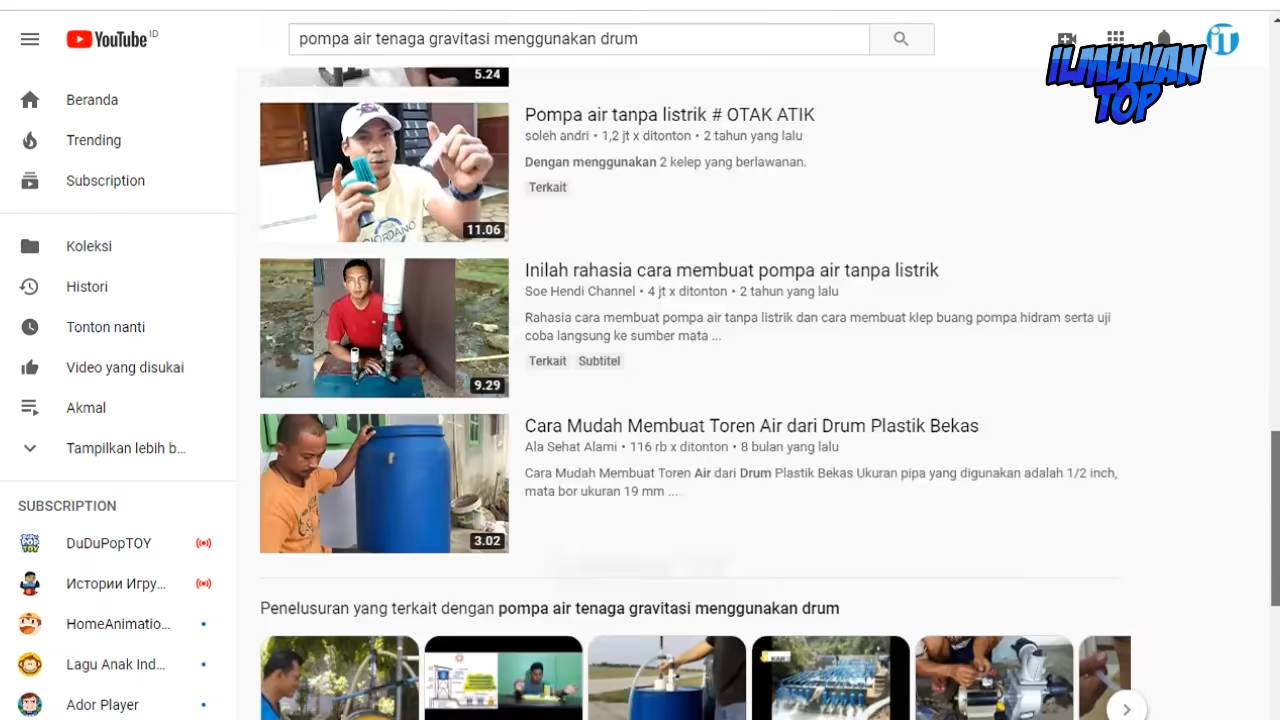 YouTube ID
pompa air tenaga gravitasi menggunakan drum
ILMUWAN
TOP
iT
Beranda
Trending
Subscription
Koleksi
Histori
Tonton nanti
Video yang disukai
Akmal
Tampilkan lebih b...
SUBSCRIPTION
DuDuPopTOY
Истории Игру...
HomeAnimatio...
Lagu Anak Ind...
Ador Player
5.24
Pompa air tanpa listrik # OTAK ATIK
soleh andri • 1,2 jt x ditonton • 2 tahun yang lalu
Dengan menggunakan 2 kelep yang berlawanan.
Terkait
GIORDANO
11.06
Inilah rahasia cara membuat pompa air tanpa listrik
Soe Hendi Channel • 4 jt x ditonton • 2 tahun yang lalu
Rahasia cara membuat pompa air tanpa listrik dan cara membuat klep buang pompa hidram serta uji
coba langsung ke sumber mata ...
Terkait Subtitel
9.29
Cara Mudah Membuat Toren Air dari Drum Plastik Bekas
Ala Sehat Alami • 116 rb x ditonton • 8 bulan yang lalu
Cara Mudah Membuat Toren Air dari Drum Plastik Bekas Ukuran pipa yang digunakan adalah 1/2 inch,
mata bor ukuran 19 mm ...
3.02
Penelusuran yang terkait dengan pompa air tenaga gravitasi menggunakan drum